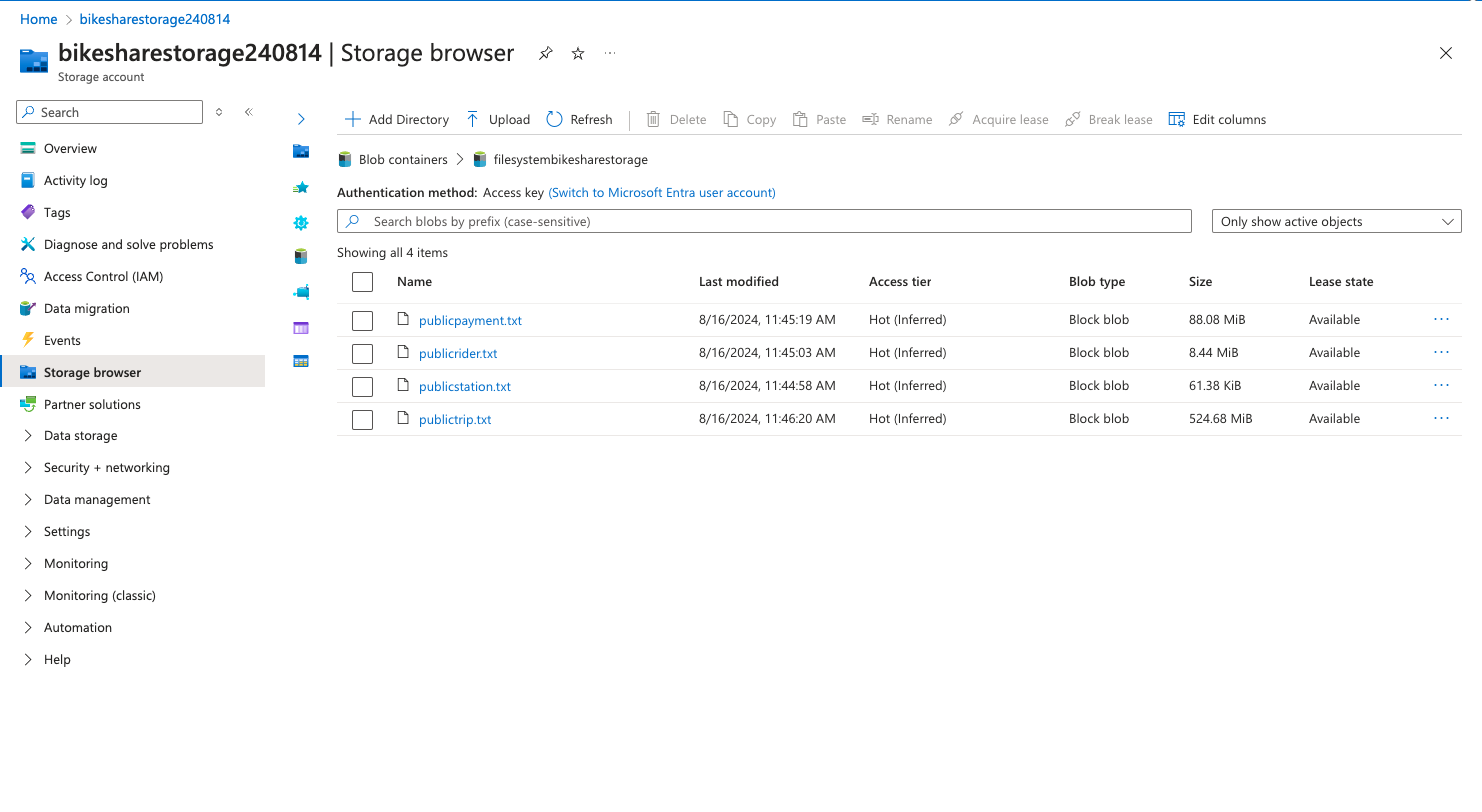 Home > bikesharestorage240814
bikesharestorage240814 | Storage browser ...
Storage account
Search
Overview
Activity log
Tags
Diagnose and solve problems
Access Control (IAM)
Data migration
Events
Storage browser
Partner solutions
Data storage
Security + networking
Data management
Settings
Monitoring
Monitoring (classic)
Automation
Help
Add Directory Upload Refresh Delete Copy Paste Rename Acquire lease Break lease Edit columns
Blob containers > filesystembikesharestorage
Authentication method: Access key (Switch to Microsoft Entra user account)
Search blobs by prefix (case-sensitive) Only show active objects
Showing all 4 items
Name Last modified Access tier Blob type Size Lease state
publicpayment.txt 8/16/2024, 11:45:19 AM Hot (Inferred) Block blob 88.08 MiB Available ...
publicrider.txt 8/16/2024, 11:45:03 AM Hot (Inferred) Block blob 8.44 MiB Available ...
publicstation.txt 8/16/2024, 11:44:58 AM Hot (Inferred) Block blob 61.38 KiB Available ...
publictrip.txt 8/16/2024, 11:46:20 AM Hot (Inferred) Block blob 524.68 MiB Available ...